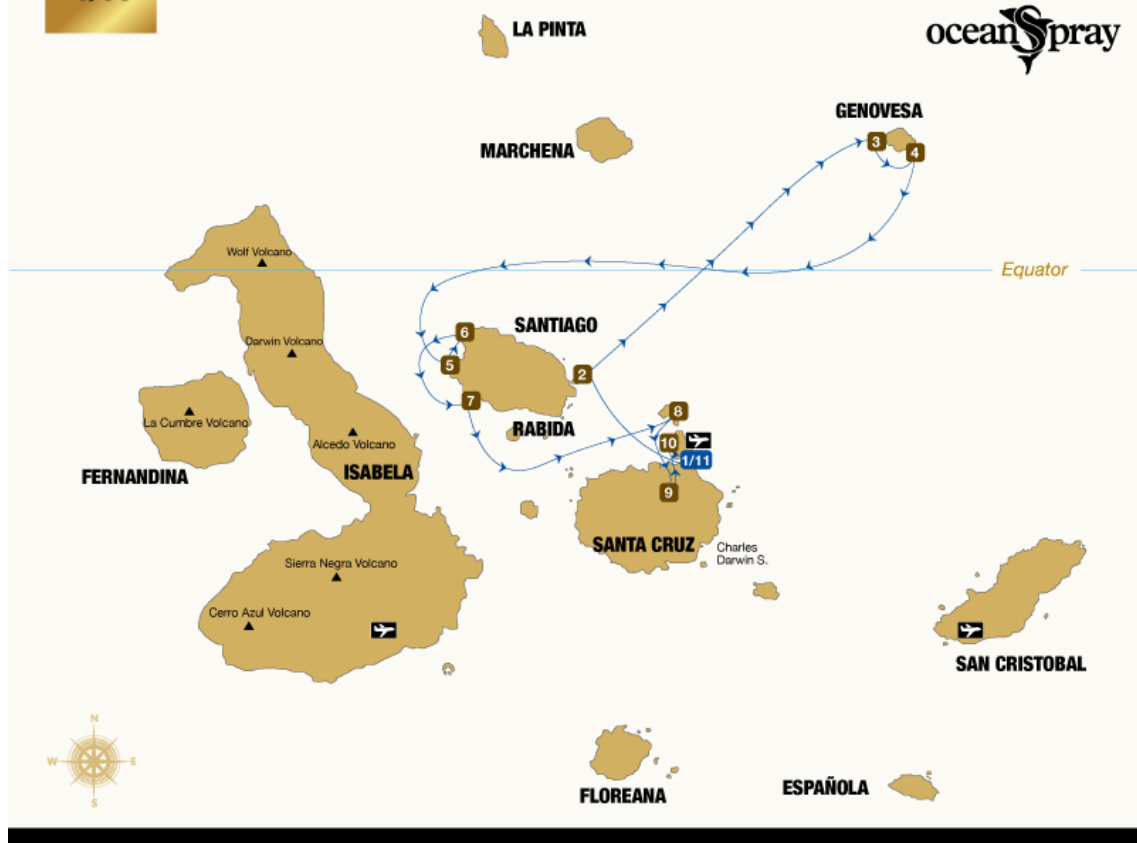 LA PINTA
oceanSpray
GENOVESA
3
4
MARCHENA
Wolf Volcano
Equator
SANTIAGO
6
Darwin Volcano
5
2
7
8
La Cumbre Volcano
RABIDA
Alcedo Volcano
10
1/11
FERNANDINA
ISABELA
9
SANTA CRUZ
Charles
Darwin S.
Sierra Negra Volcano
Cerro Azul Volcano
SAN CRISTOBAL
N
W
E
S
FLOREANA
ESPAÑOLA